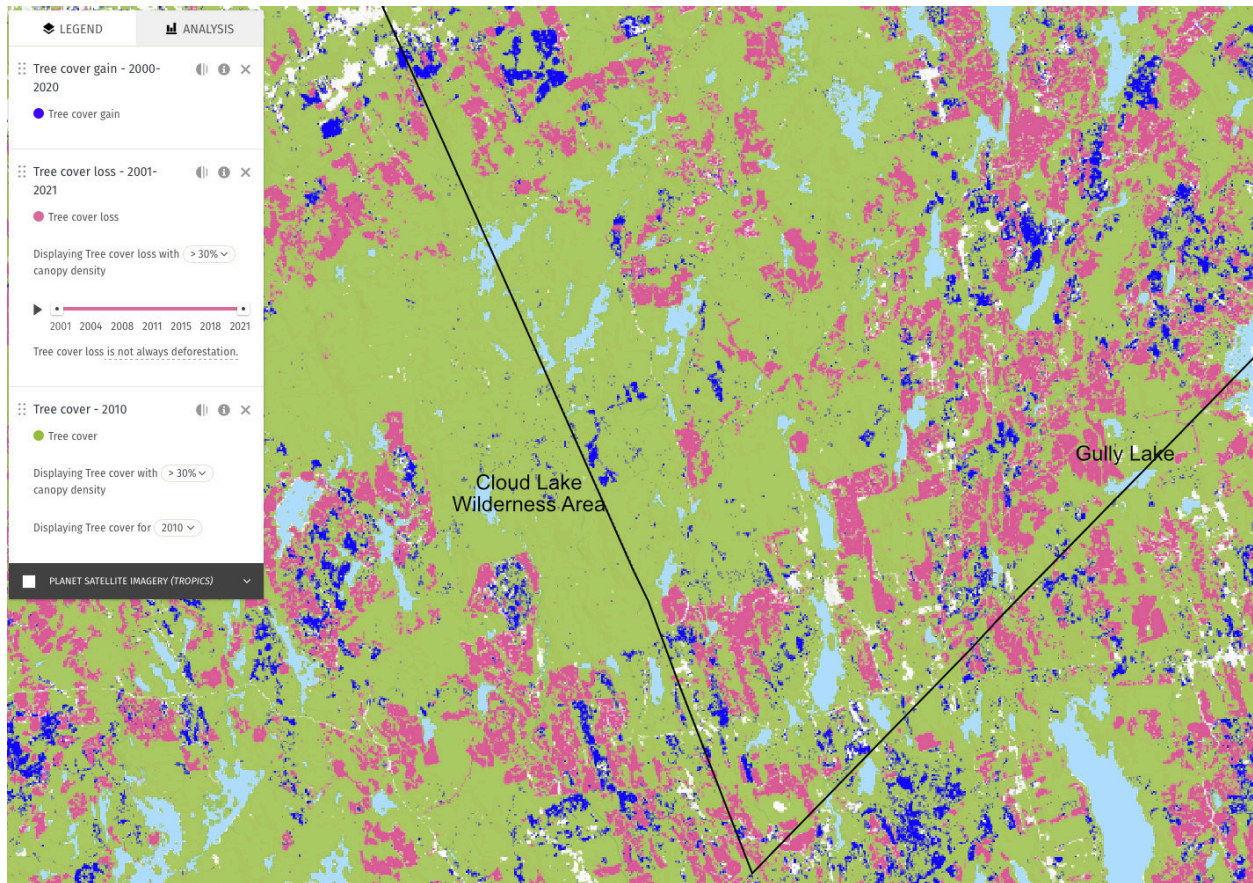 LEGEND
ANALYSIS
Tree cover gain - 2000-
2020
Tree cover gain
Tree cover loss - 2001-
2021
Tree cover loss
Displaying Tree cover loss with > 30%
canopy density
2001 2004 2008 2011 2015 2018 2021
Tree cover loss is not always deforestation.
Tree cover - 2010
Tree cover
Displaying Tree cover with > 30%
canopy density
Displaying Tree cover for 2010
PLANET SATELLITE IMAGERY (TROPICS)
Cloud Lake
Wilderness Area
Gully Lake